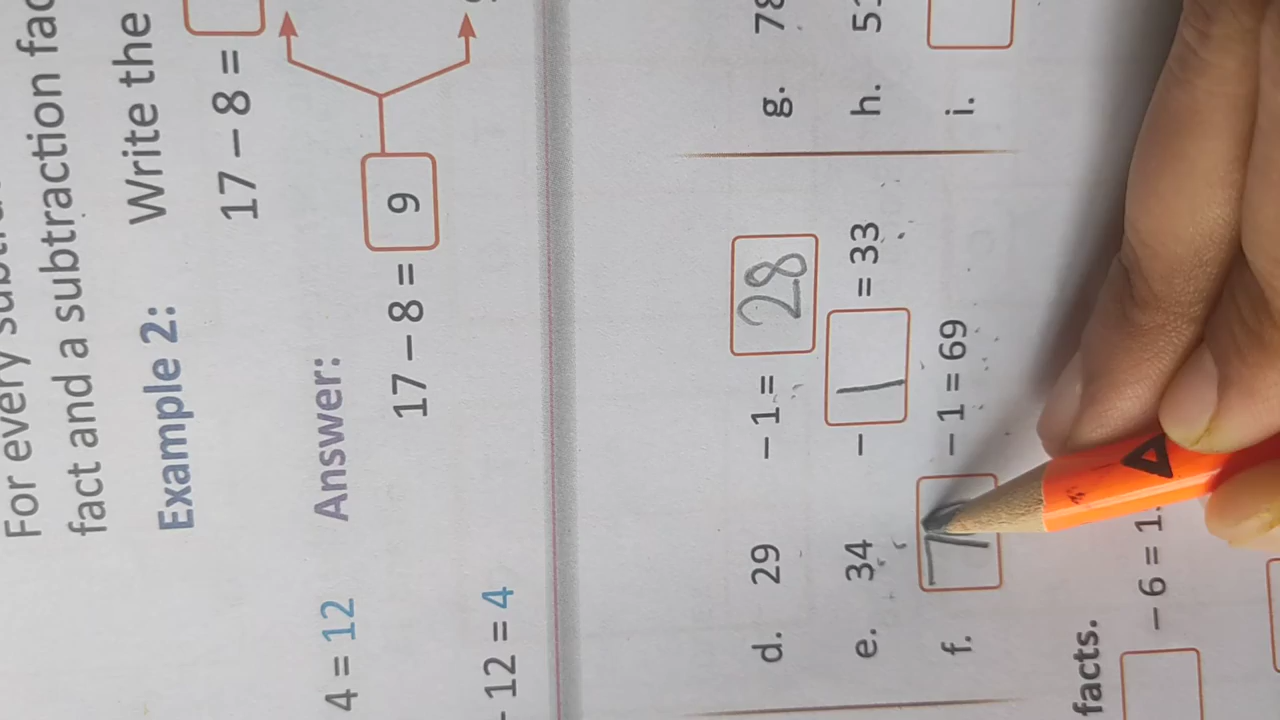 For every
fact and a subtraction fac
Example 2: Write the
17 – 8 =
Answer:
4 = 12
17 – 8 = 9
- 12 = 4
d. 29 – 1 = 28
e. 34 – 1 = 33
f. 7 – 1 = 69
g. 78
h. 5
i.
facts.
– 6 = 1